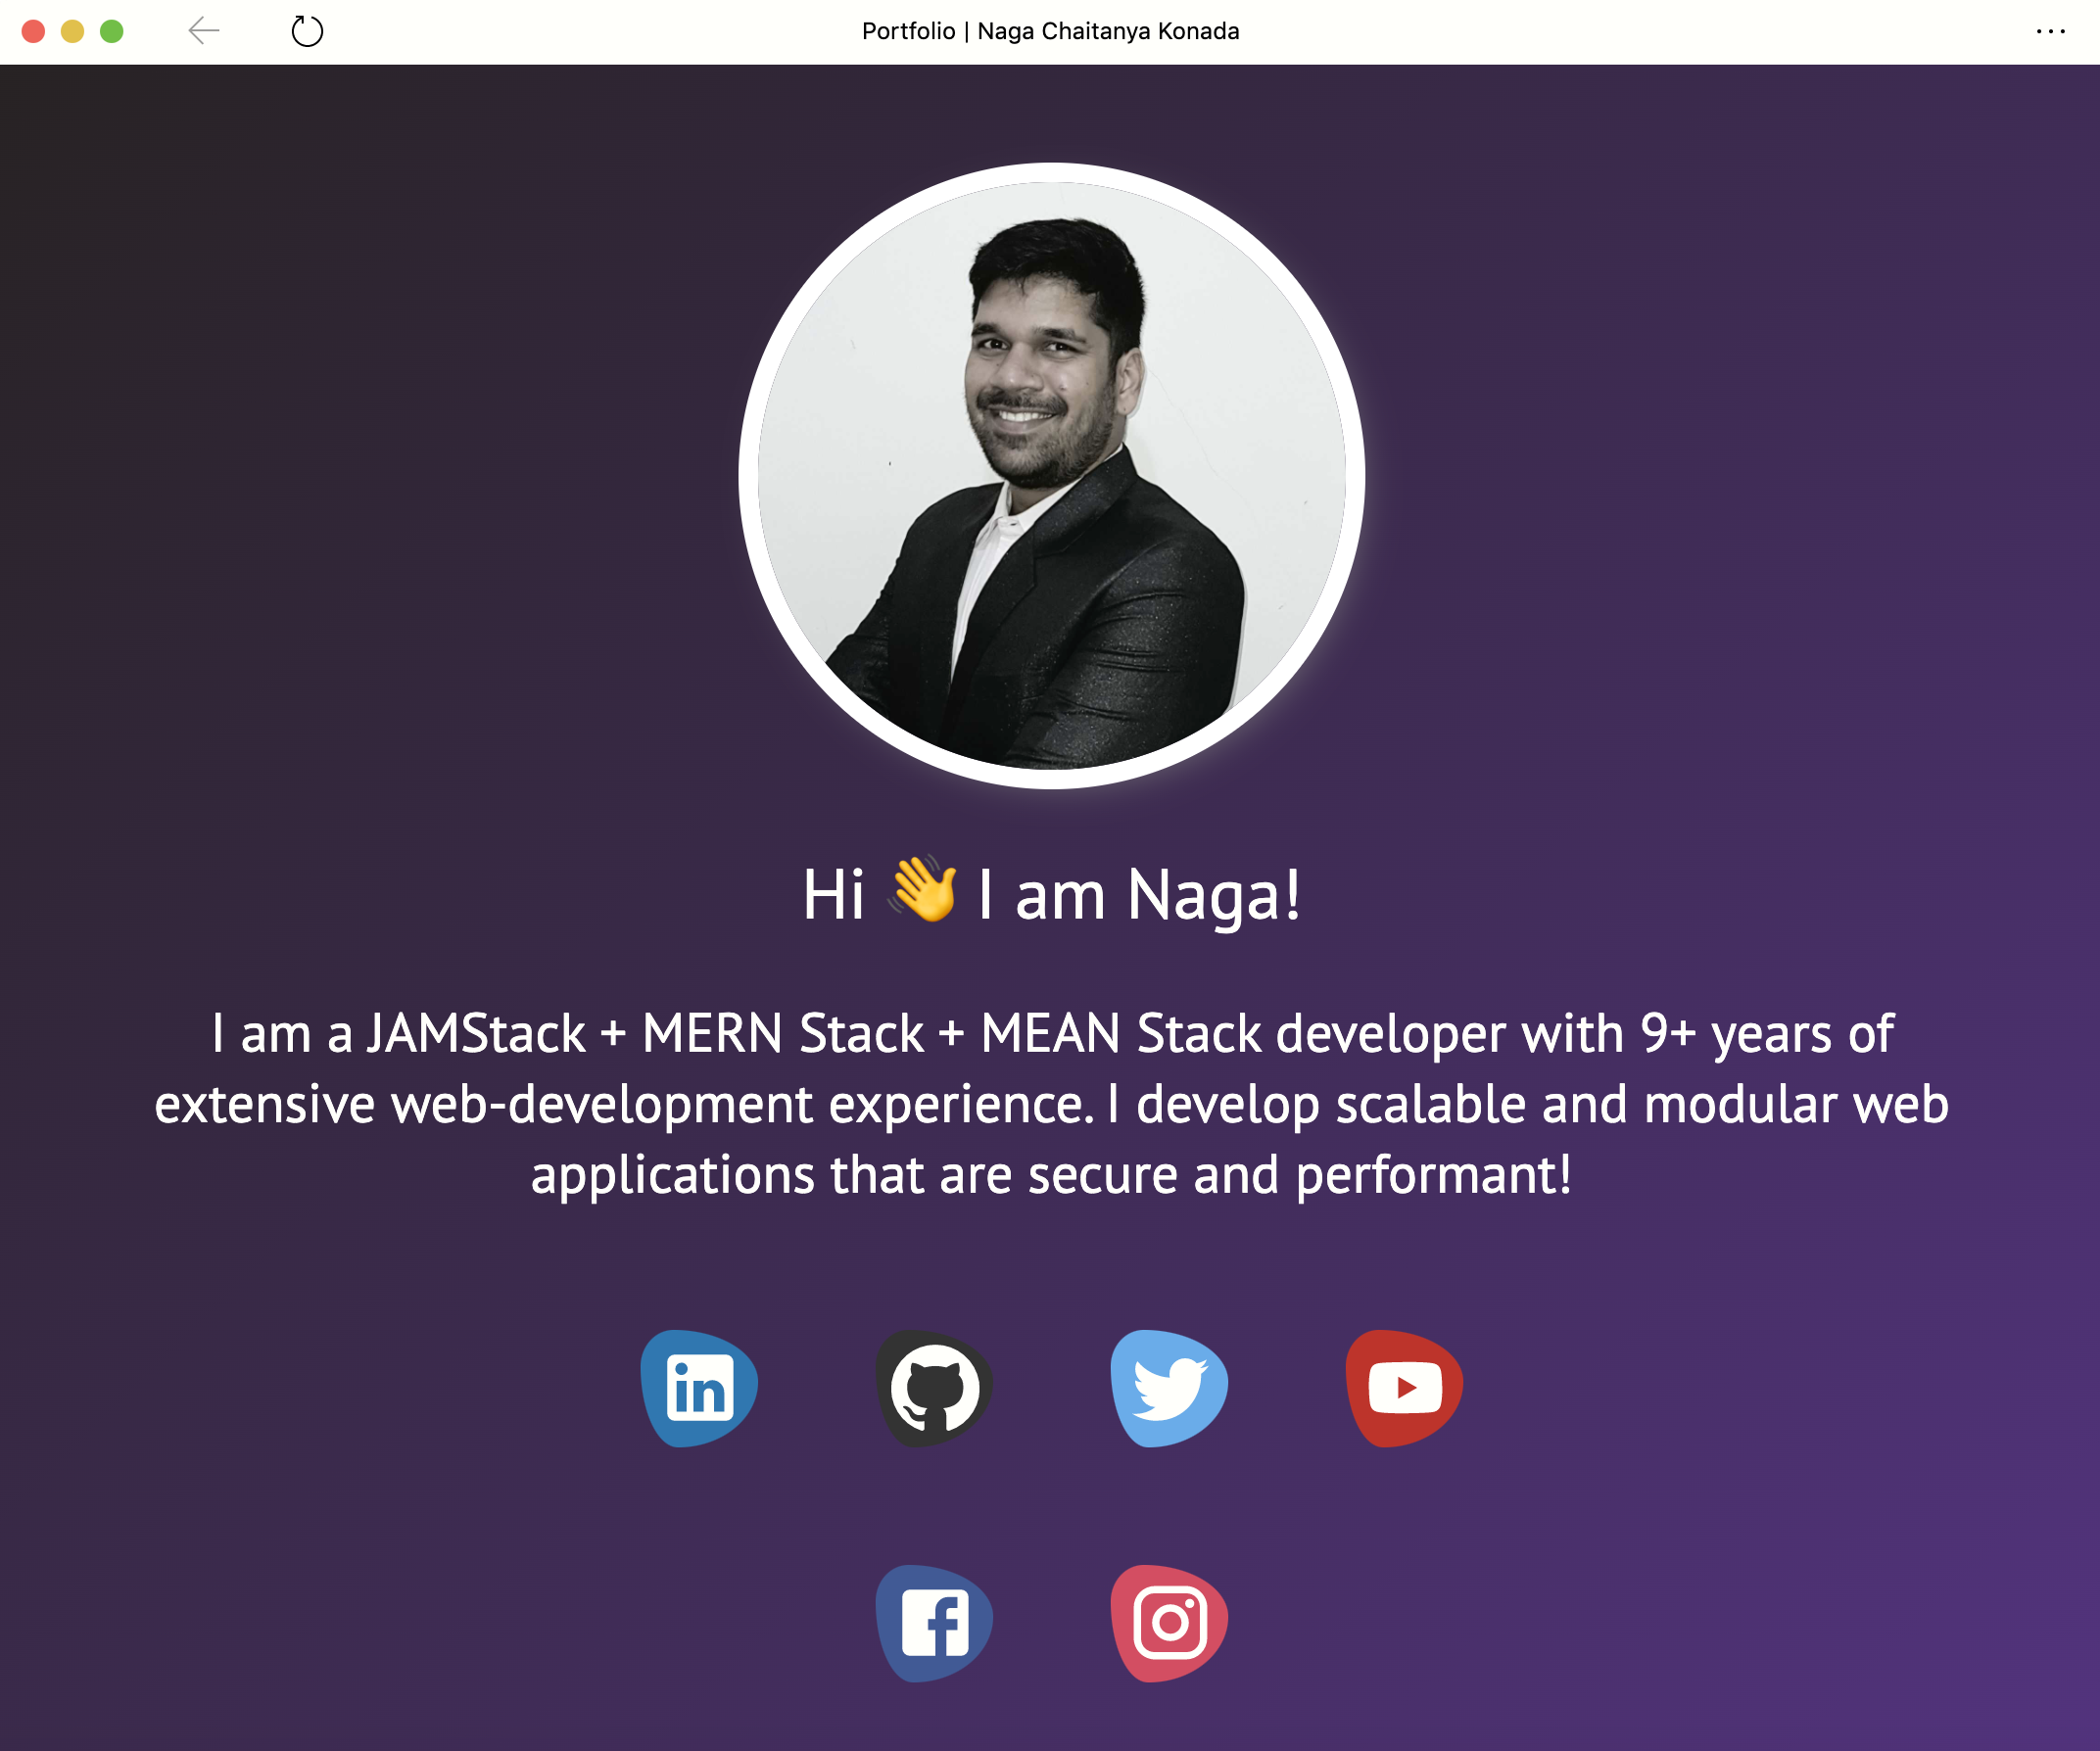 Portfolio | Naga Chaitanya Konada
Hi 👋 I am Naga!
I am a JAMStack + MERN Stack + MEAN Stack developer with 9+ years of
extensive web-development experience. I develop scalable and modular web
applications that are secure and performant!
in
f